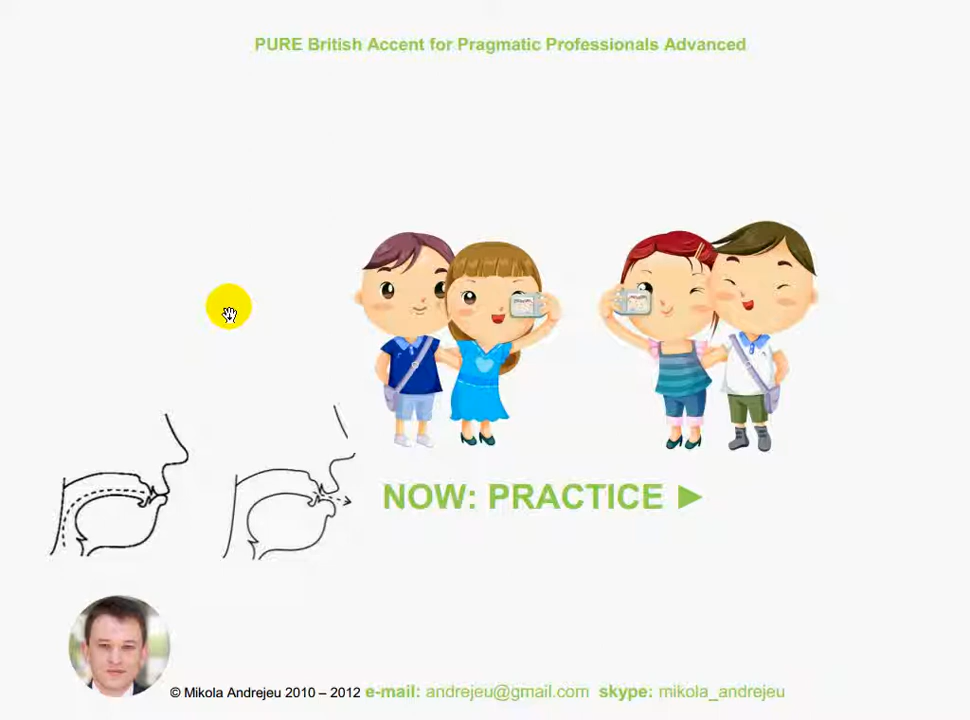 PURE British Accent for Pragmatic Professionals Advanced
NOW: PRACTICE ►
© Mikola Andrejeu 2010 – 2012 e-mail: andrejeu@gmail.com skype: mikola_andrejeu